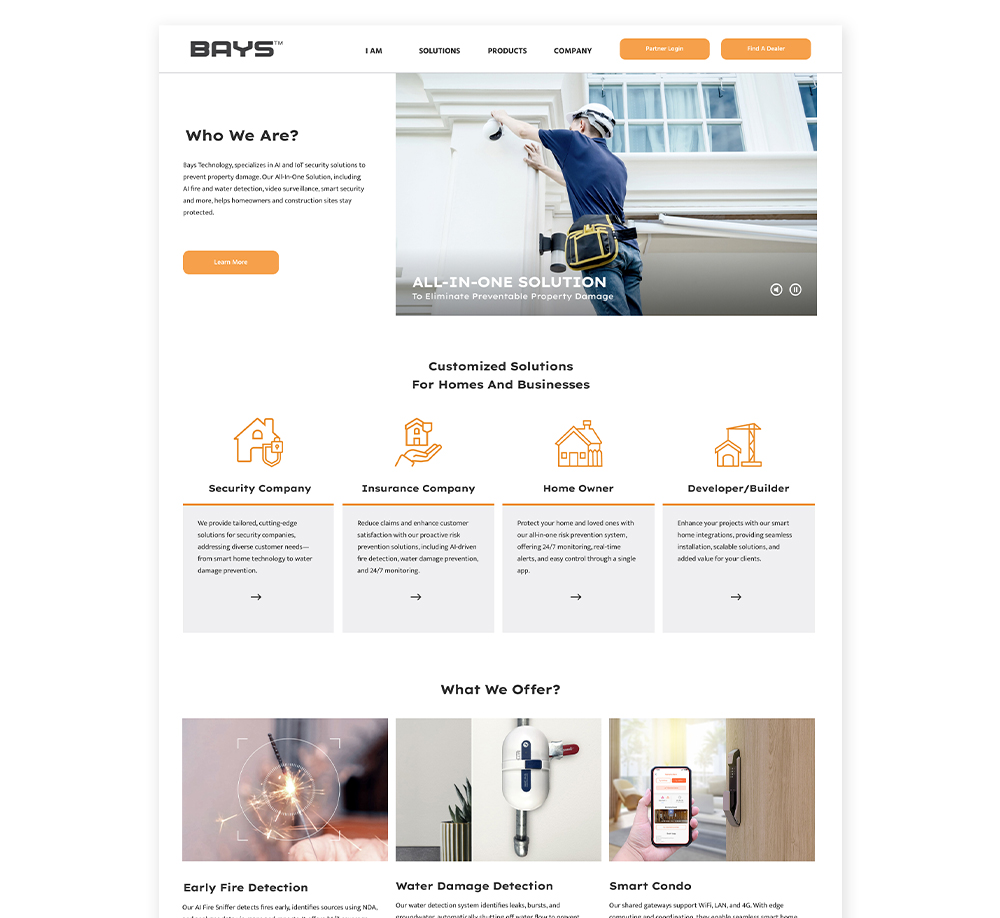 BAYS™
I AM
SOLUTIONS
PRODUCTS
COMPANY
Partner Login
Find A Dealer
Who We Are?
Bays Technology, specializes in AI and IoT security solutions to
prevent property damage. Our All-In-One Solution, including
AI fire and water detection, video surveillance, smart security
and more, helps homeowners and construction sites stay
protected.
Learn More
ALL-IN-ONE SOLUTION
To Eliminate Preventable Property Damage
Customized Solutions
For Homes And Businesses
Security Company
We provide tailored, cutting-edge
solutions for security companies,
addressing diverse customer needs—
from smart home technology to water
damage prevention.
Insurance Company
Reduce claims and enhance customer
satisfaction with our proactive risk
prevention solutions, including AI-driven
fire detection, water damage prevention,
and 24/7 monitoring.
Home Owner
Protect your home and loved ones with
our all-in-one risk prevention system,
offering 24/7 monitoring, real-time
alerts, and easy control through a single
app.
Developer/Builder
Enhance your projects with our smart
home integrations, providing seamless
installation, scalable solutions, and
added value for your clients.
What We Offer?
Early Fire Detection
Our AI Fire Sniffer detects fires early, identifies sources using NDA,
Water Damage Detection
Our water detection system identifies leaks, bursts, and
groundwater, automatically shutting off water flow to prevent
Smart Condo
Our shared gateways support WiFi, LAN, and 4G. With edge
computing and coordination, they enable seamless smart home